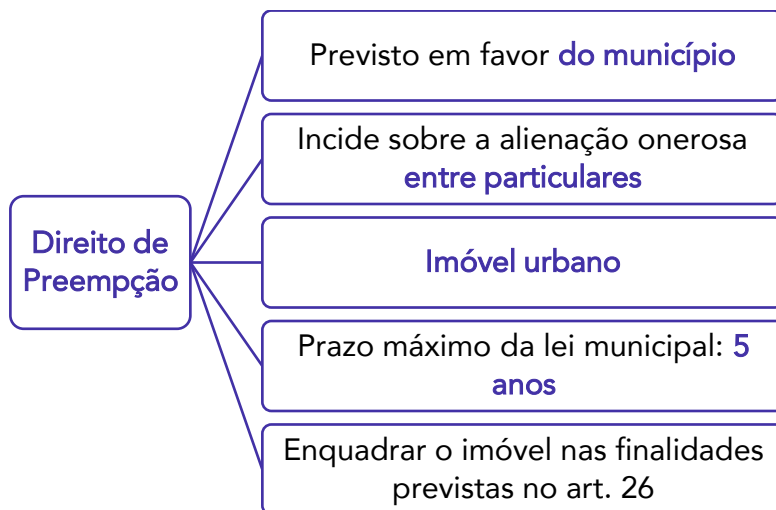 Direito de
Preempção
Previsto em favor do município
Incide sobre a alienação onerosa
entre particulares
Imóvel urbano
Prazo máximo da lei municipal: 5
anos
Enquadrar o imóvel nas finalidades
previstas no art. 26